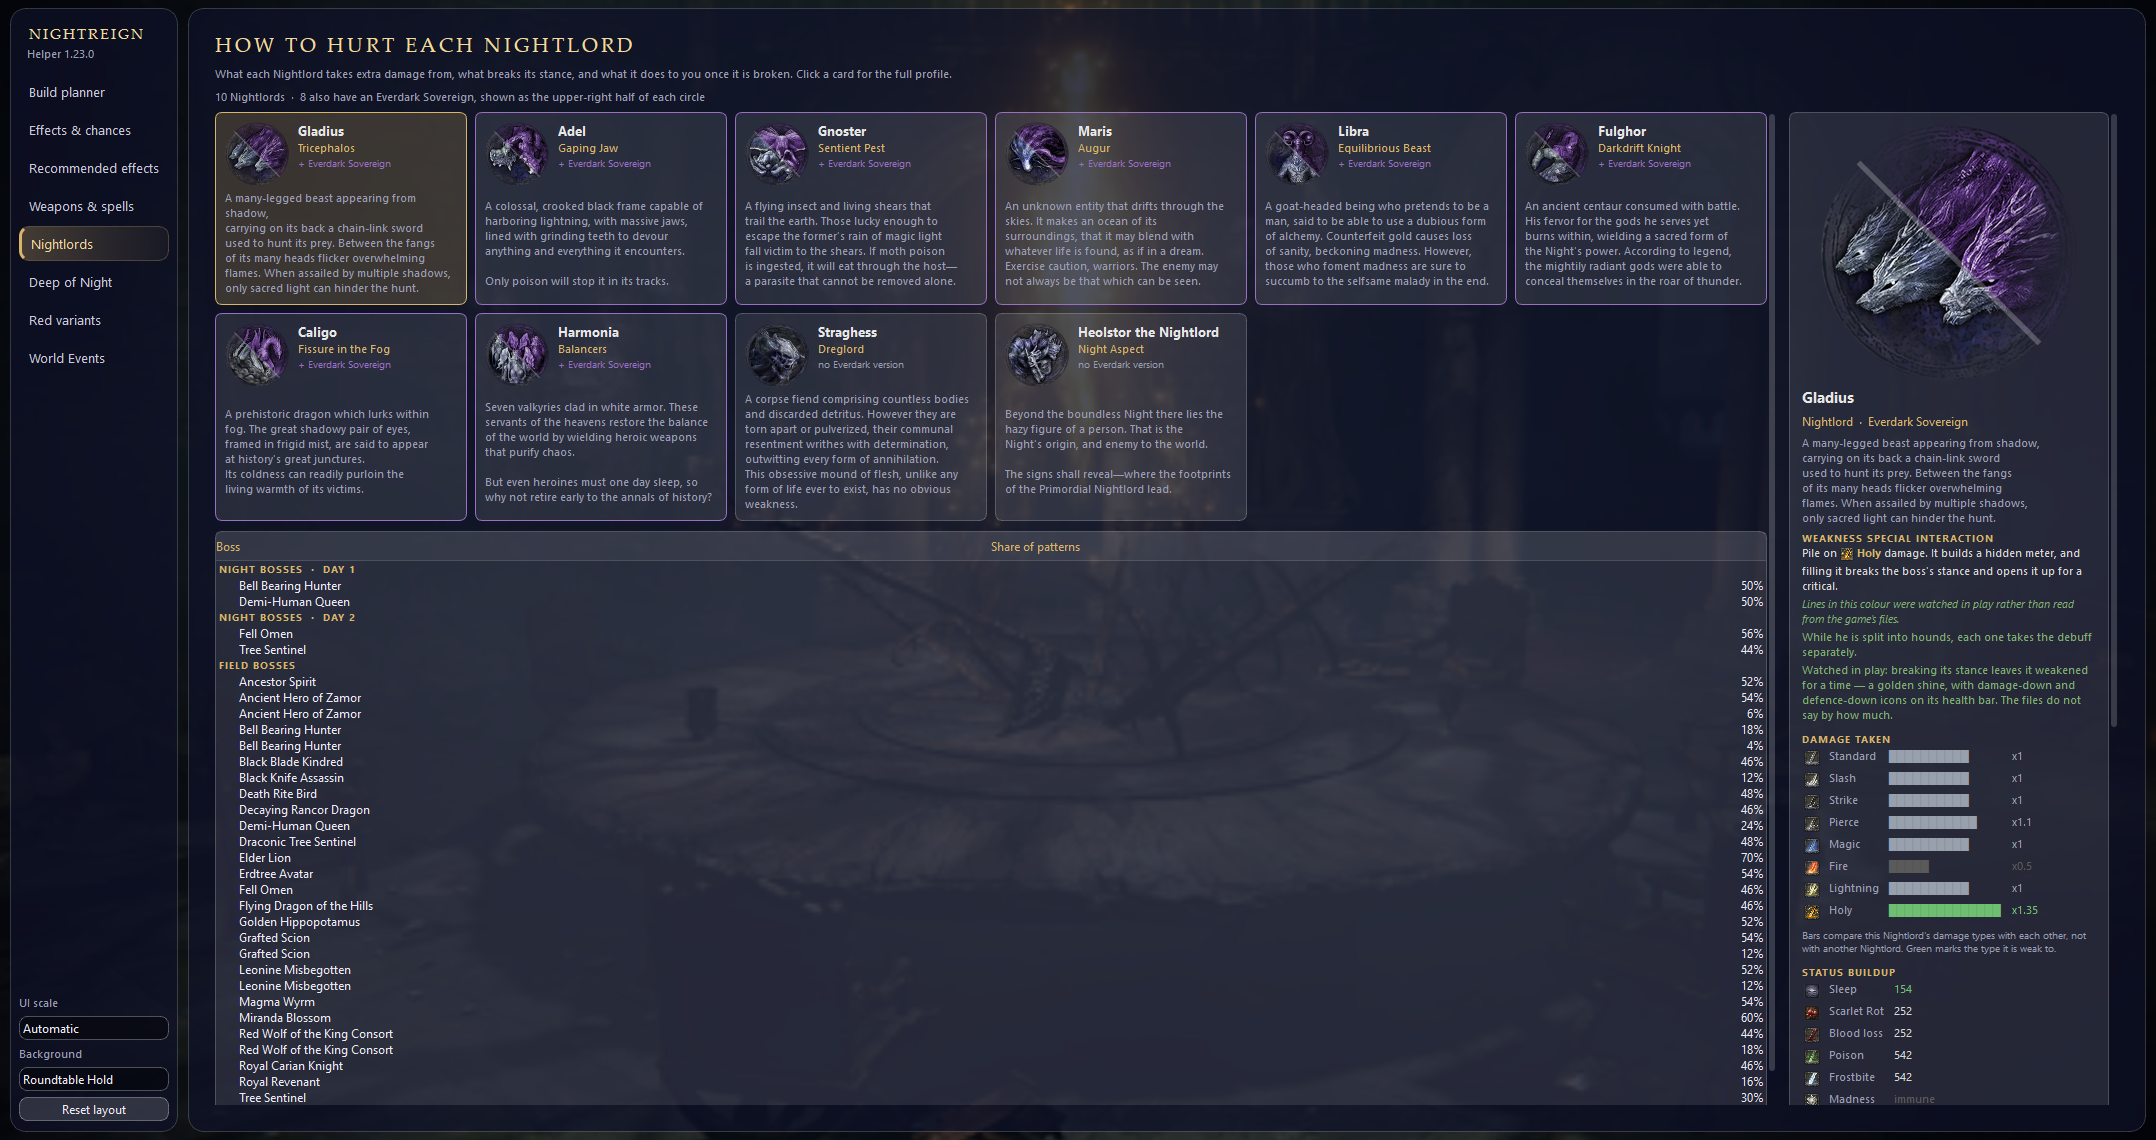 NIGHTREIGN
Helper 1.23.0
Build planner
Effects & chances
Recommended effects
Weapons & spells
Nightlords
Deep of Night
Red variants
World Events
UI scale
Automatic
Background
Roundtable Hold
Reset layout
HOW TO HURT EACH NIGHTLORD
What each Nightlord takes extra damage from, what breaks its stance, and what it does to you once it is broken. Click a card for the full profile.
10 Nightlords · 8 also have an Everdark Sovereign, shown as the upper-right half of each circle
Gladius
Tricephalos
+ Everdark Sovereign
A many-legged beast appearing from
shadow,
carrying on its back a chain-link sword
used to hunt its prey. Between the fangs
of its many heads flicker overwhelming
flames. When assailed by multiple shadows,
only sacred light can hinder the hunt.
Adel
Gaping Jaw
+ Everdark Sovereign
A colossal, crooked black frame capable of
harboring lightning, with massive jaws,
lined with grinding teeth to devour
anything and everything it encounters.
Only poison will stop it in its tracks.
Gnoster
Sentient Pest
+ Everdark Sovereign
A flying insect and living shears that
trail the earth. Those lucky enough to
escape the former's rain of magic light
fall victim to the shears. If moth poison
is ingested, it will eat through the host—
a parasite that cannot be removed alone.
Maris
Augur
+ Everdark Sovereign
An unknown entity that drifts through the
skies. It makes an ocean of its
surroundings, that it may blend with
whatever life is found, as if in a dream.
Exercise caution, warriors. The enemy may
not always be that which can be seen.
Libra
Equilibrious Beast
+ Everdark Sovereign
A goat-headed being who pretends to be a
man, said to be able to use a dubious form
of alchemy. Counterfeit gold causes loss
of sanity, beckoning madness. However,
those who foment madness are sure to
succumb to the selfsame malady in the end.
Fulghor
Darkdrift Knight
+ Everdark Sovereign
An ancient centaur consumed with battle.
His fervor for the gods he serves yet
burns within, wielding a sacred form of
the Night's power. According to legend,
the mightily radiant gods were able to
conceal themselves in the roar of thunder.
Caligo
Fissure in the Fog
+ Everdark Sovereign
A prehistoric dragon which lurks within
fog. The great shadowy pair of eyes,
framed in frigid mist, are said to appear
at history's great junctures.
Its coldness can readily purloin the
living warmth of its victims.
Harmonia
Balancers
+ Everdark Sovereign
Seven valkyries clad in white armor. These
servants of the heavens restore the balance
of the world by wielding heroic weapons
that purify chaos.
But even heroines must one day sleep, so
why not retire early to the annals of history?
Straghess
Dreglord
no Everdark version
A corpse fiend comprising countless bodies
and discarded detritus. However they are
torn apart or pulverized, their communal
resentment writhes with determination,
outwitting every form of annihilation.
This obsessive mound of flesh, unlike any
form of life ever to exist, has no obvious
weakness.
Heolstor the Nightlord
Night Aspect
no Everdark version
Beyond the boundless Night there lies the
hazy figure of a person. That is the
Night's origin, and enemy to the world.
The signs shall reveal—where the footprints
of the Primordial Nightlord lead.
Boss Share of patterns
NIGHT BOSSES · DAY 1
Bell Bearing Hunter 50%
Demi-Human Queen 50%
NIGHT BOSSES · DAY 2
Fell Omen 56%
Tree Sentinel 44%
FIELD BOSSES
Ancestor Spirit 52%
Ancient Hero of Zamor 54%
Ancient Hero of Zamor 6%
Bell Bearing Hunter 18%
Bell Bearing Hunter 4%
Black Blade Kindred 46%
Black Knife Assassin 12%
Death Rite Bird 48%
Decaying Rancor Dragon 46%
Demi-Human Queen 24%
Draconic Tree Sentinel 48%
Elder Lion 70%
Erdtree Avatar 54%
Fell Omen 46%
Flying Dragon of the Hills 46%
Golden Hippopotamus 52%
Grafted Scion 54%
Grafted Scion 12%
Leonine Misbegotten 52%
Leonine Misbegotten 12%
Magma Wyrm 54%
Miranda Blossom 60%
Red Wolf of the King Consort 44%
Red Wolf of the King Consort 18%
Royal Carian Knight 46%
Royal Revenant 16%
Tree Sentinel 30%
Gladius
Nightlord · Everdark Sovereign
A many-legged beast appearing from shadow,
carrying on its back a chain-link sword
used to hunt its prey. Between the fangs
of its many heads flicker overwhelming
flames. When assailed by multiple shadows,
only sacred light can hinder the hunt.
WEAKNESS SPECIAL INTERACTION
Pile on Holy damage. It builds a hidden meter, and
filling it breaks the boss's stance and opens it up for a
critical.
Lines in this colour were watched in play rather than read
from the game's files.
While he is split into hounds, each one takes the debuff
separately.
Watched in play: breaking its stance leaves it weakened
for a time — a golden shine, with damage-down and
defence-down icons on its health bar. The files do not
say by how much.
DAMAGE TAKEN
Standard x1
Slash x1
Strike x1
Pierce x1.1
Magic x1
Fire x0.5
Lightning x1
Holy x1.35
Bars compare this Nightlord's damage types with each other, not
with another Nightlord. Green marks the type it is weak to.
STATUS BUILDUP
Sleep 154
Scarlet Rot 252
Blood loss 252
Poison 542
Frostbite 542
Madness immune